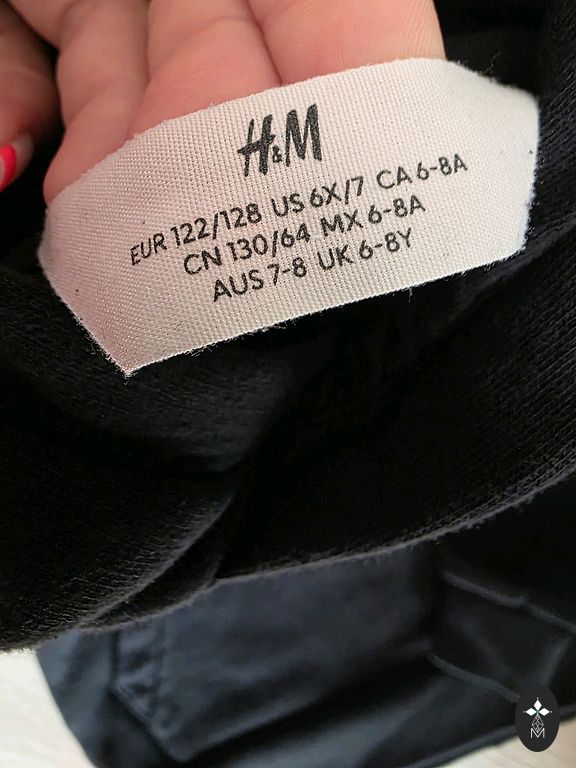 H&M
EUR 122/128 US 6X/7 CA 6-8A
CN 130/64 MX 6-8A
AUS 7-8 UK 6-8Y
M